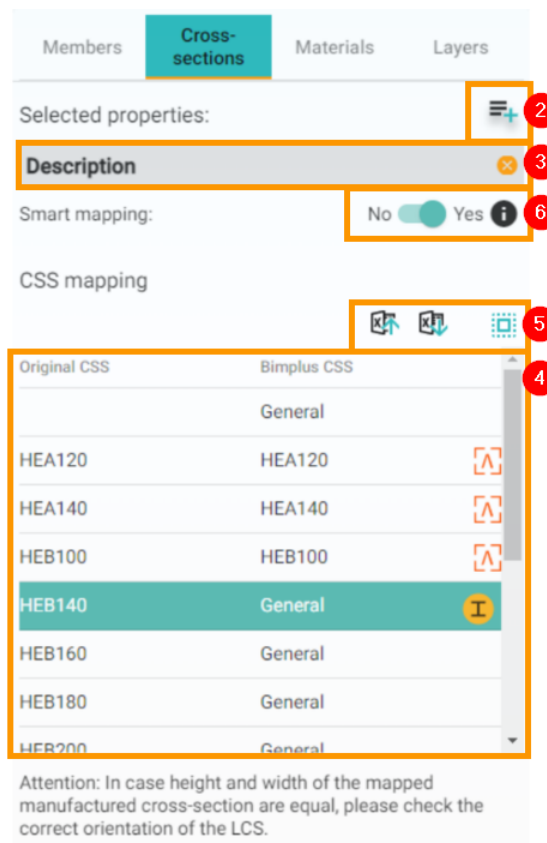 Members Cross-sections Materials Layers
Selected properties: 2
Description 3
Smart mapping: No Yes i 6
CSS mapping
5
4
Original CSS Bimplus CSS
General
HEA120 HEA120
HEA140 HEA140
HEB100 HEB100
HEB140 General
HEB160 General
HEB180 General
HEB200 General
Attention: In case height and width of the mapped
manufactured cross-section are equal, please check the
correct orientation of the LCS.